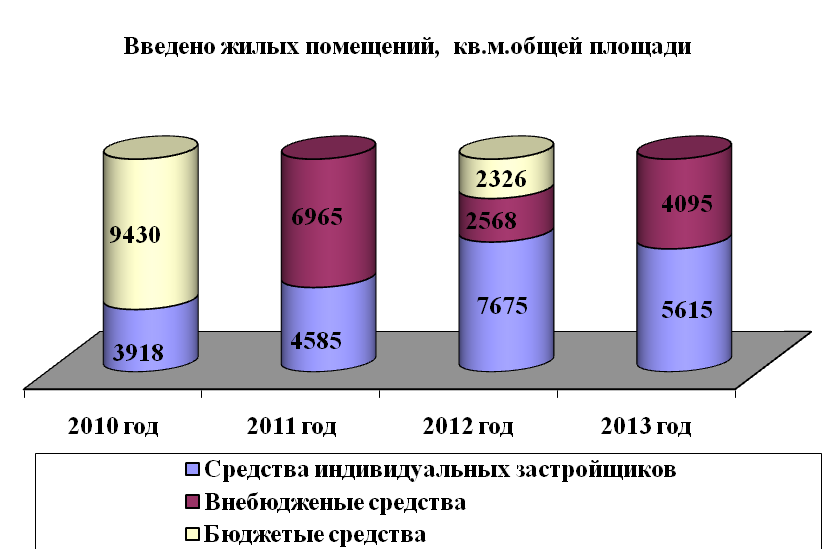 Введено жилых помещений, кв.м.общей площади
2326
9430 6965 2568 4095
7675 5615
3918 4585
2010 год 2011 год 2012 год 2013 год
Средства индивидуальных застройщиков
Внебюдженые средства
Бюджетые средства